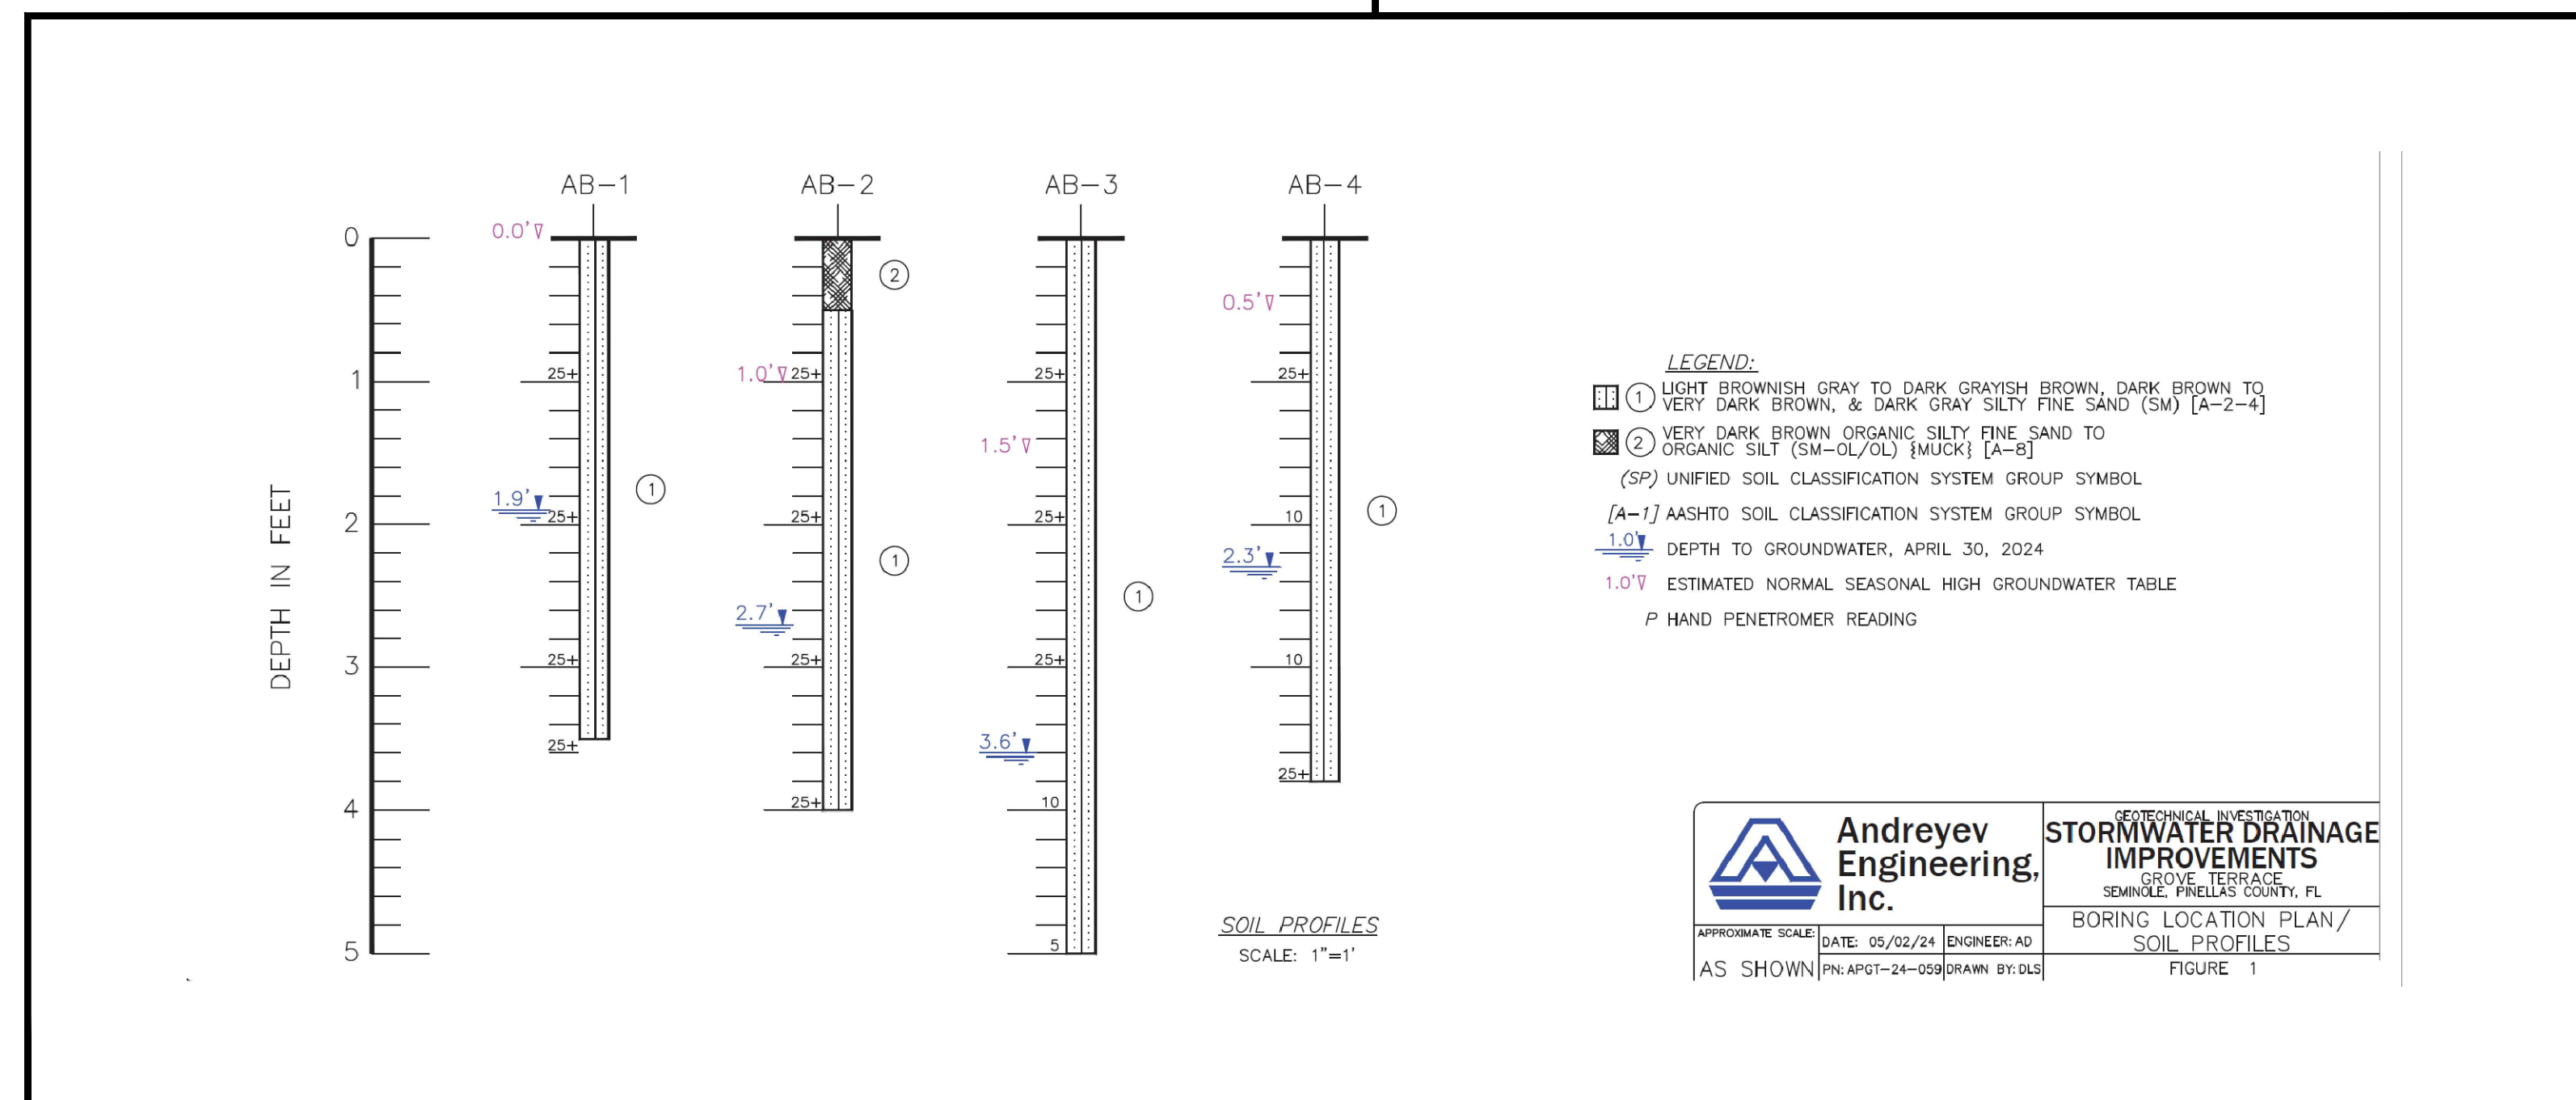 AB-1
AB-2
AB-3
AB-4
DEPTH IN FEET
0
1
2
3
4
5
0.0'
25+
1.9'
25+
25+
25+
1
2
1.0'
25+
25+
1
2.7'
25+
25+
25+
1.5'
25+
1
25+
3.6'
10
5
0.5'
25+
10
1
2.3'
10
25+
SOIL PROFILES
SCALE: 1"=1'
LEGEND:
1 LIGHT BROWNISH GRAY TO DARK GRAYISH BROWN, DARK BROWN TO
VERY DARK BROWN, & DARK GRAY SILTY FINE SAND (SM) [A-2-4]
2 VERY DARK BROWN ORGANIC SILTY FINE SAND TO
ORGANIC SILT (SM-OL/OL) {MUCK} [A-8]
(SP) UNIFIED SOIL CLASSIFICATION SYSTEM GROUP SYMBOL
[A-1] AASHTO SOIL CLASSIFICATION SYSTEM GROUP SYMBOL
1.0' DEPTH TO GROUNDWATER, APRIL 30, 2024
1.0' ESTIMATED NORMAL SEASONAL HIGH GROUNDWATER TABLE
P HAND PENETROMER READING
Andreyev
Engineering,
Inc.
GEOTECHNICAL INVESTIGATION
STORMWATER DRAINAGE
IMPROVEMENTS
GROVE TERRACE
SEMINOLE, PINELLAS COUNTY, FL
APPROXIMATE SCALE:
AS SHOWN
DATE: 05/02/24
ENGINEER: AD
PN: APGT-24-059
DRAWN BY: DLS
BORING LOCATION PLAN/
SOIL PROFILES
FIGURE 1